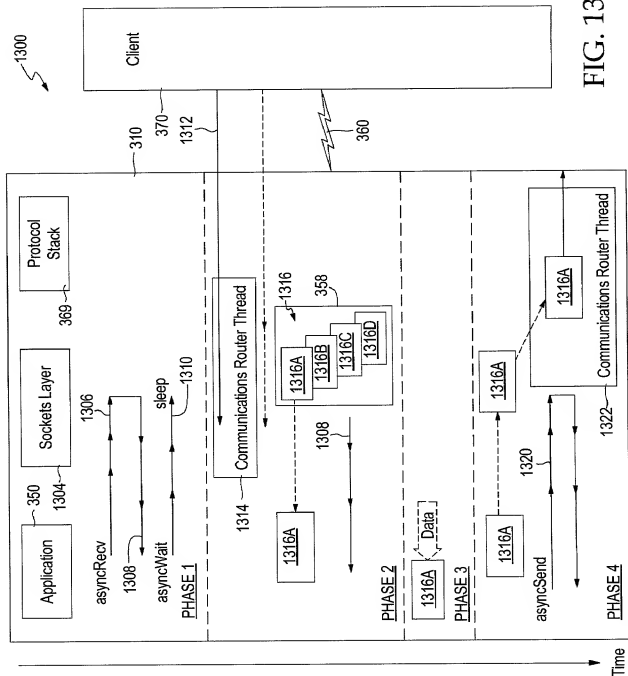 1300
310
Application
350
Sockets Layer
1304
Protocol
Stack
369
Client
370
1312
360
asyncRecv
1306
1308
asyncWait
sleep
1310
PHASE 1
Communications Router Thread
1314
1316
358
1316A
1316B
1316C
1316D
1316A
1308
PHASE 2
1316A
Data
PHASE 3
1316A
1316A
1316A
asyncSend
1320
Communications Router Thread
1322
PHASE 4
Time
FIG. 13